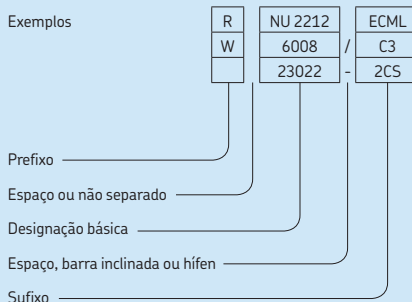 Exemplos R NU 2212 ECML
W 6008 / C3
23022 - 2CS
Prefixo
Espaço ou não separado
Designação básica
Espaço, barra inclinada ou hífen
Sufixo